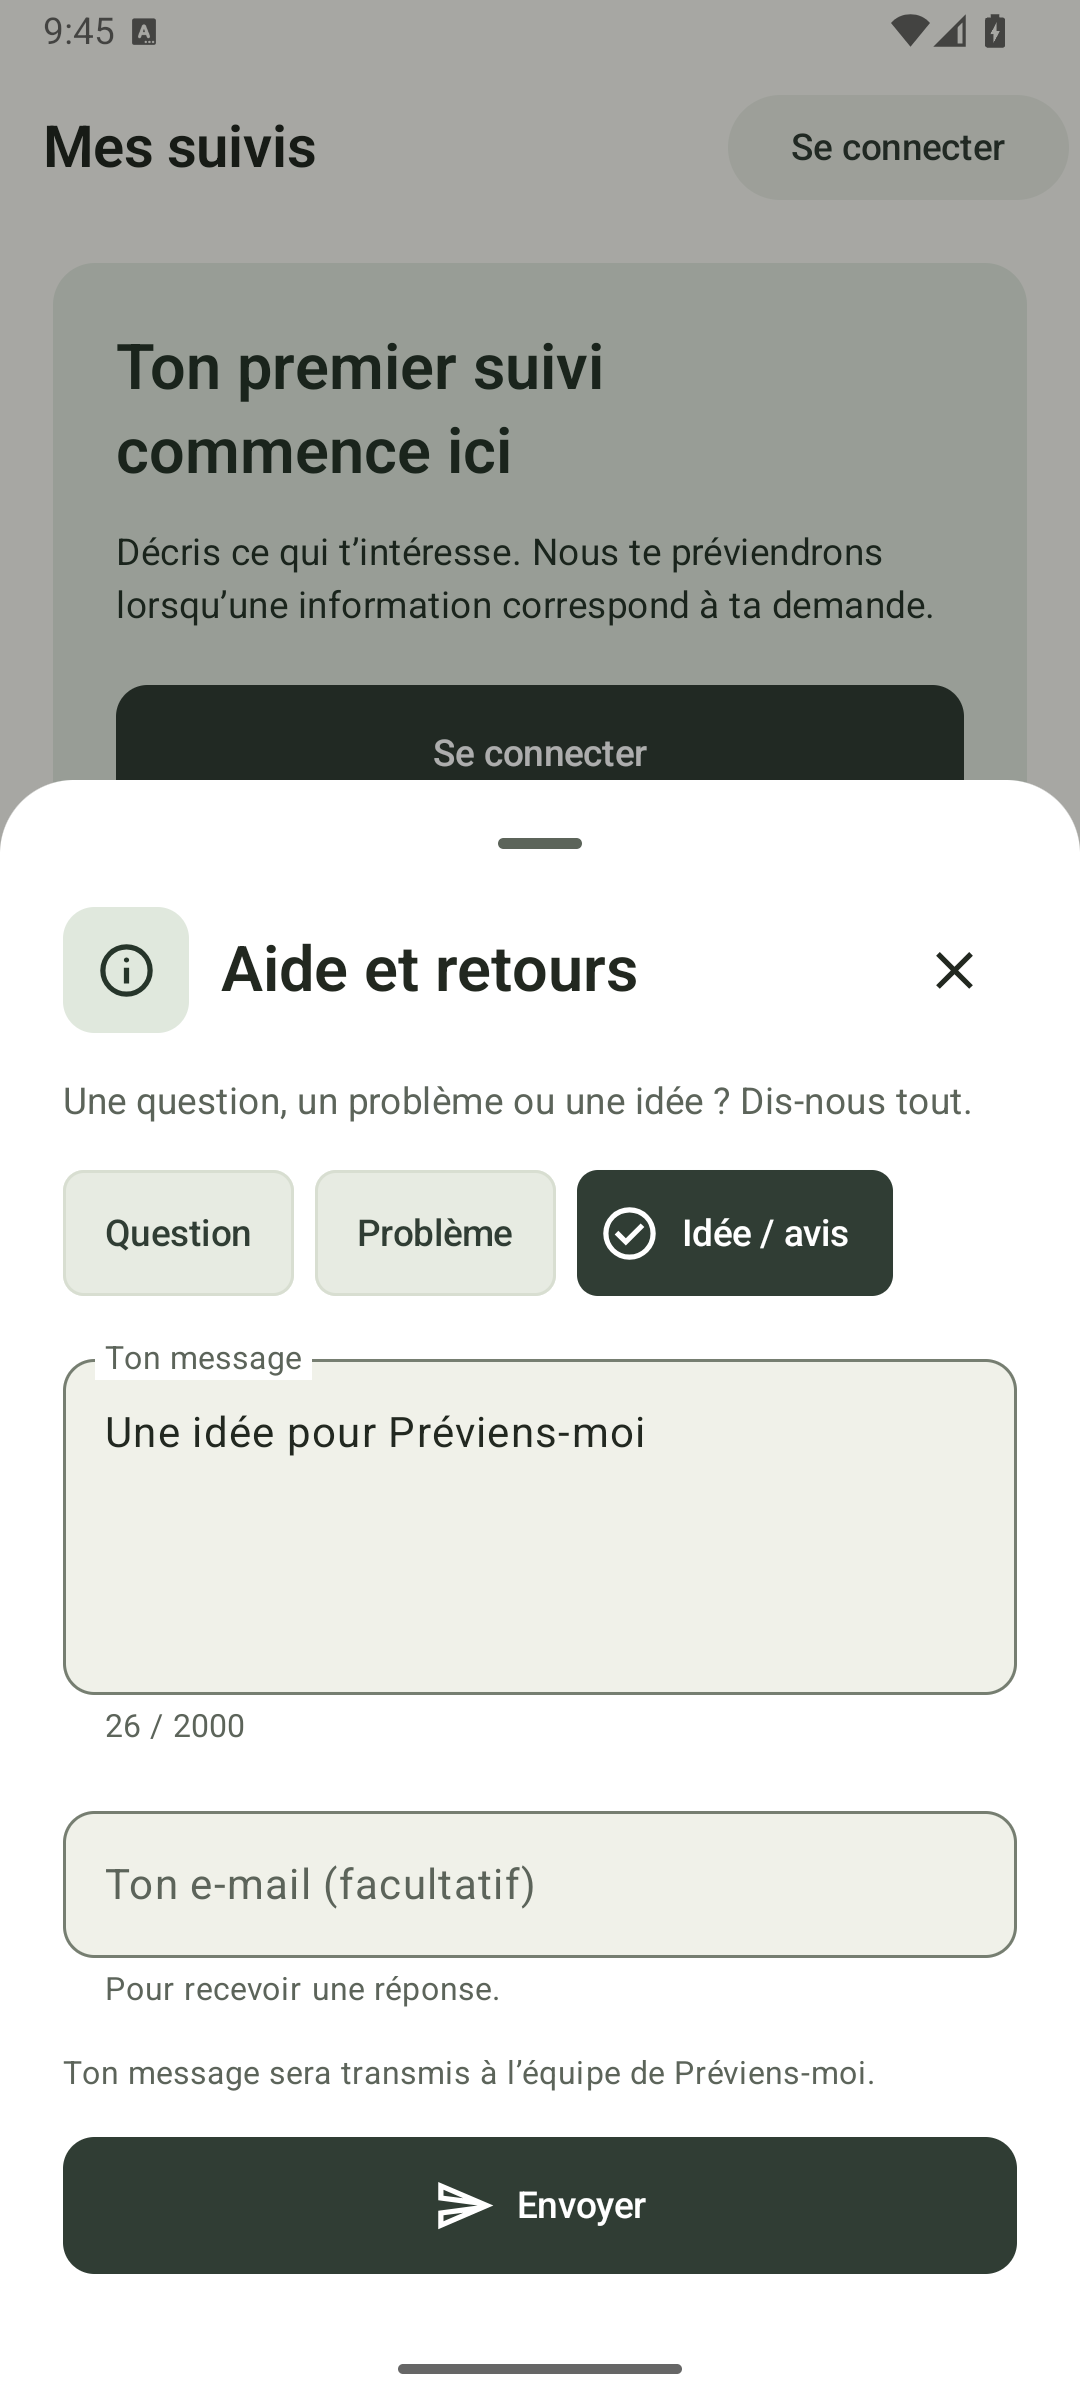 9:45
Mes suivis
Se connecter
Ton premier suivi
commence ici
Décris ce qui t’intéresse. Nous te préviendrons
lorsqu’une information correspond à ta demande.
Se connecter
Aide et retours
Une question, un problème ou une idée ? Dis-nous tout.
Question
Problème
Idée / avis
Ton message
Une idée pour Préviens-moi
26 / 2000
Ton e-mail (facultatif)
Pour recevoir une réponse.
Ton message sera transmis à l’équipe de Préviens-moi.
Envoyer